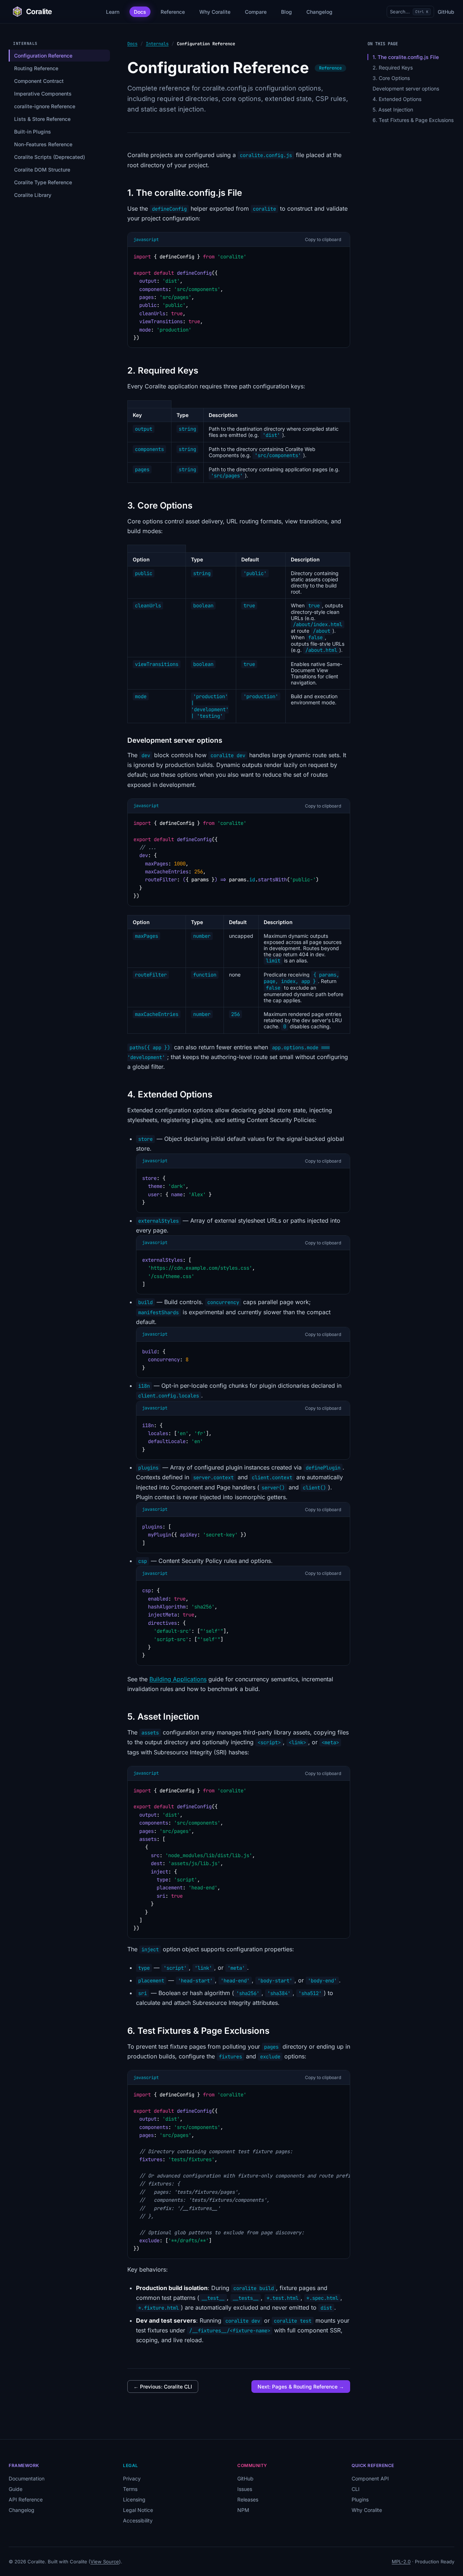 Coralite
Learn
Docs
Reference
Why Coralite
Compare
Blog
Changelog
Search...
Ctrl K
GitHub
INTERNALS
Configuration Reference
Routing Reference
Component Contract
Imperative Components
coralite-ignore Reference
Lists & Store Reference
Built-in Plugins
Non-Features Reference
Coralite Scripts (Deprecated)
Coralite DOM Structure
Coralite Type Reference
Coralite Library
Docs / Internals / Configuration Reference
Configuration Reference
Reference
Complete reference for coralite.config.js options,
including required directories, core options, extended state, CSP rules,
and static asset injection.
ON THIS PAGE
1. The coralite.config.js File
2. Required Keys
3. Core Options
Development server options
4. Extended Options
5. Asset Injection
6. Test Fixtures & Page Exclusions
Coralite projects are configured using a coralite.config.js file placed at the
root directory of your project.
1. The coralite.config.js File
Use the defineConfig helper exported from coralite to construct and validate
your project configuration:
javascript
Copy to clipboard
import { defineConfig } from 'coralite'
export default defineConfig({
output: 'dist',
components: 'src/components',
pages: 'src/pages',
public: 'public',
cleanUrls: true,
viewTransitions: true,
mode: 'production'
})
2. Required Keys
Every Coralite application requires three path configuration keys:
Key Type Description
output string Path to the destination directory where compiled static
files are emitted (e.g. 'dist' ).
components string Path to the directory containing Coralite Web
Components (e.g. 'src/components' ).
pages string Path to the directory containing application pages (e.g.
'src/pages' ).
3. Core Options
Core options control asset delivery, URL routing formats, view transitions, and
build modes:
Option Type Default Description
public string 'public' Directory containing
static assets copied
directly to the build
root.
cleanUrls boolean true When true , outputs
directory-style clean
URLs (e.g.
/about/index.html
at route /about ).
When false ,
outputs file-style URLs
(e.g. /about.html ).
viewTransitions boolean true Enables native Same-
Document View
Transitions for client
navigation.
mode 'production' 'production' Build and execution
| environment mode.
'development'
| 'testing'
Development server options
The dev block controls how coralite dev handles large dynamic route sets. It
is ignored by production builds. Dynamic outputs render lazily on request by
default; use these options when you also want to reduce the set of routes
exposed in development.
javascript
Copy to clipboard
import { defineConfig } from 'coralite'
export default defineConfig({
// ...
dev: {
maxPages: 1000,
maxCacheEntries: 256,
routeFilter: ({ params }) => params.id.startsWith('public-')
}
})
Option Type Default Description
maxPages number uncapped Maximum dynamic outputs
exposed across all page sources
in development. Routes beyond
the cap return 404 in dev.
limit is an alias.
routeFilter function none Predicate receiving { params,
page, index, app } . Return
false to exclude an
enumerated dynamic path before
the cap applies.
maxCacheEntries number 256 Maximum rendered page entries
retained by the dev server's LRU
cache. 0 disables caching.
paths({ app }) can also return fewer entries when app.options.mode ===
'development' ; that keeps the authoring-level route set small without configuring
a global filter.
4. Extended Options
Extended configuration options allow declaring global store state, injecting
stylesheets, registering plugins, and setting Content Security Policies:
• store — Object declaring initial default values for the signal-backed global
store.
javascript
Copy to clipboard
store: {
theme: 'dark',
user: { name: 'Alex' }
}
• externalStyles — Array of external stylesheet URLs or paths injected into
every page.
javascript
Copy to clipboard
externalStyles: [
'https://cdn.example.com/styles.css',
'/css/theme.css'
]
• build — Build controls. concurrency caps parallel page work;
manifestShards is experimental and currently slower than the compact
default.
javascript
Copy to clipboard
build: {
concurrency: 8
}
• i18n — Opt-in per-locale config chunks for plugin dictionaries declared in
client.config.locales .
javascript
Copy to clipboard
i18n: {
locales: ['en', 'fr'],
defaultLocale: 'en'
}
• plugins — Array of configured plugin instances created via definePlugin .
Contexts defined in server.context and client.context are automatically
injected into Component and Page handlers ( server() and client() ).
Plugin context is never injected into isomorphic getters.
javascript
Copy to clipboard
plugins: [
myPlugin({ apiKey: 'secret-key' })
]
• csp — Content Security Policy rules and options.
javascript
Copy to clipboard
csp: {
enabled: true,
hashAlgorithm: 'sha256',
injectMeta: true,
directives: {
'default-src': ["'self'"],
'script-src': ["'self'"]
}
}
See the Building Applications guide for concurrency semantics, incremental
invalidation rules and how to benchmark a build.
5. Asset Injection
The assets configuration array manages third-party library assets, copying files
to the output directory and optionally injecting <script> , <link> , or <meta>
tags with Subresource Integrity (SRI) hashes:
javascript
Copy to clipboard
import { defineConfig } from 'coralite'
export default defineConfig({
output: 'dist',
components: 'src/components',
pages: 'src/pages',
assets: [
{
src: 'node_modules/lib/dist/lib.js',
dest: 'assets/js/lib.js',
inject: {
type: 'script',
placement: 'head-end',
sri: true
}
}
]
})
The inject option object supports configuration properties:
• type — 'script' , 'link' , or 'meta' .
• placement — 'head-start' , 'head-end' , 'body-start' , or 'body-end' .
• sri — Boolean or hash algorithm ( 'sha256' , 'sha384' , 'sha512' ) to
calculate and attach Subresource Integrity attributes.
6. Test Fixtures & Page Exclusions
To prevent test fixture pages from polluting your pages directory or ending up in
production builds, configure the fixtures and exclude options:
javascript
Copy to clipboard
import { defineConfig } from 'coralite'
export default defineConfig({
output: 'dist',
components: 'src/components',
pages: 'src/pages',
// Directory containing component test fixture pages:
fixtures: 'tests/fixtures',
// Or advanced configuration with fixture-only components and route prefi
// fixtures: {
// pages: 'tests/fixtures/pages',
// components: 'tests/fixtures/components',
// prefix: '/__fixtures__'
// },
// Optional glob patterns to exclude from page discovery:
exclude: ['**/drafts/**']
})
Key behaviors:
• Production build isolation: During coralite build , fixture pages and
common test patterns ( __test__ , __tests__ , *.test.html , *.spec.html ,
*.fixture.html ) are automatically excluded and never emitted to dist .
• Dev and test servers: Running coralite dev or coralite test mounts your
test fixtures under /__fixtures__/<fixture-name> with full component SSR,
scoping, and live reload.
← Previous: Coralite CLI
Next: Pages & Routing Reference →
FRAMEWORK
Documentation
Guide
API Reference
Changelog
LEGAL
Privacy
Terms
Licensing
Legal Notice
Accessibility
COMMUNITY
GitHub
Issues
Releases
NPM
QUICK REFERENCE
Component API
CLI
Plugins
Why Coralite
© 2026 Coralite. Built with Coralite (View Source).
MPL-2.0 · Production Ready